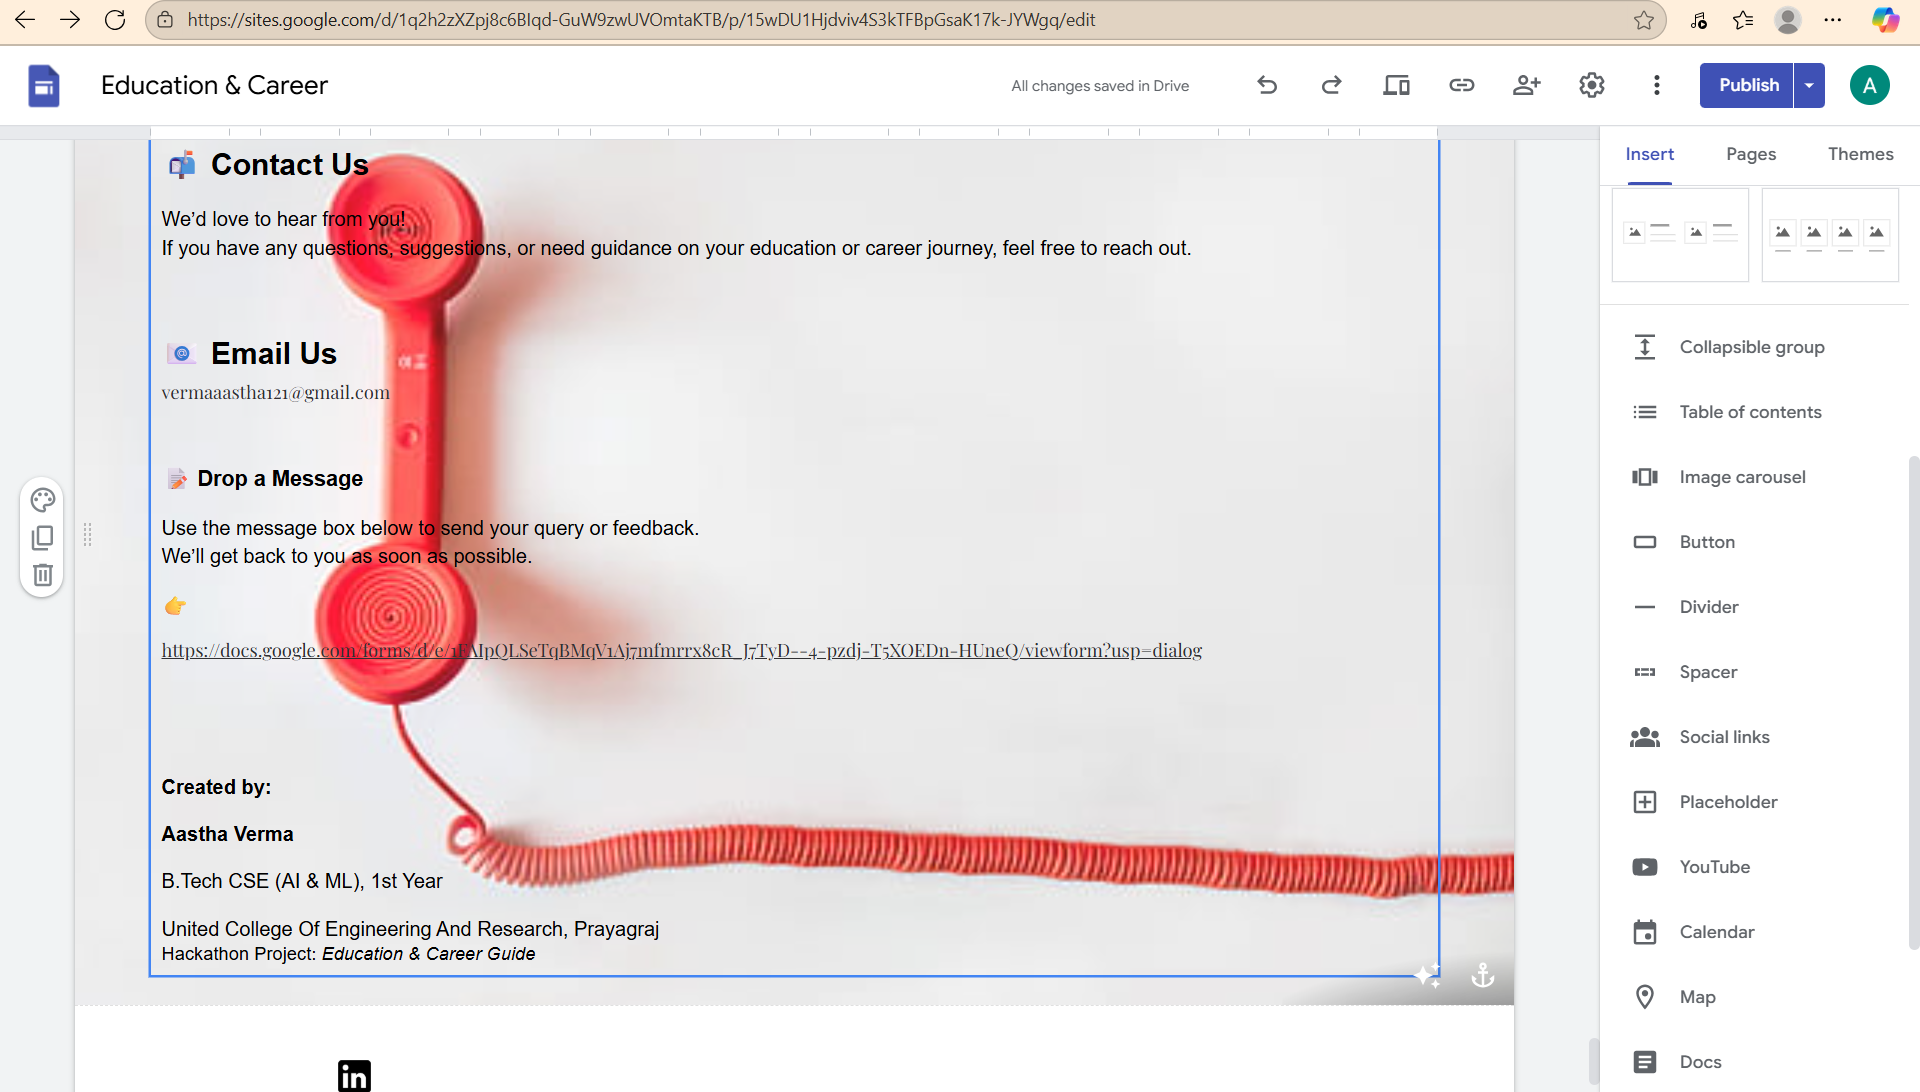 https://sites.google.com/d/1q2h2zXZpj8c6BIqd-GuW9zwUVOmtaKTB/p/15wDU1Hjdviv4S3kTFBpGsaK17k-JYWgq/edit
Education & Career
All changes saved in Drive
Publish
A
Insert
Pages
Themes
📬 Contact Us
We’d love to hear from you!
If you have any questions, suggestions, or need guidance on your education or career journey, feel free to reach out.
📧 Email Us
vermaaastha121@gmail.com
📝 Drop a Message
Use the message box below to send your query or feedback.
We’ll get back to you as soon as possible.
👉
https://docs.google.com/forms/d/e/1FAIpQLSeTqBMqV1Aj7mfmrrx8cR_J7TyD--4-pzdj-T5XOEDn-HUneQ/viewform?usp=dialog
Created by:
Aastha Verma
B.Tech CSE (AI & ML), 1st Year
United College Of Engineering And Research, Prayagraj
Hackathon Project: Education & Career Guide
in
Collapsible group
Table of contents
Image carousel
Button
Divider
Spacer
Social links
Placeholder
YouTube
Calendar
Map
Docs